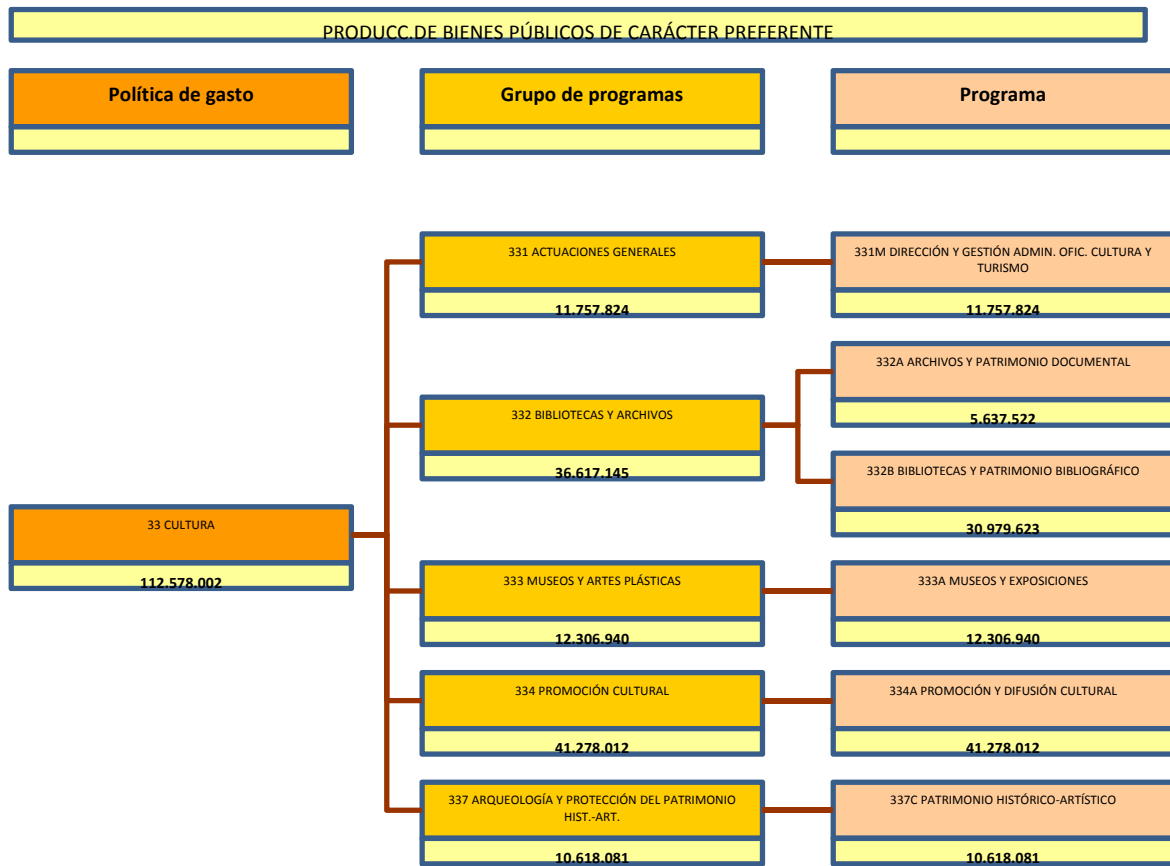 PRODUCC.DE BIENES PÚBLICOS DE CARÁCTER PREFERENTE
Política de gasto
Grupo de programas
Programa
331 ACTUACIONES GENERALES
11.757.824
331M DIRECCIÓN Y GESTIÓN ADMIN. OFIC. CULTURA Y
TURISMO
11.757.824
332A ARCHIVOS Y PATRIMONIO DOCUMENTAL
5.637.522
332 BIBLIOTECAS Y ARCHIVOS
36.617.145
332B BIBLIOTECAS Y PATRIMONIO BIBLIOGRÁFICO
30.979.623
33 CULTURA
112.578.002
333 MUSEOS Y ARTES PLÁSTICAS
12.306.940
333A MUSEOS Y EXPOSICIONES
12.306.940
334 PROMOCIÓN CULTURAL
41.278.012
334A PROMOCIÓN Y DIFUSIÓN CULTURAL
41.278.012
337 ARQUEOLOGÍA Y PROTECCIÓN DEL PATRIMONIO
HIST.-ART.
10.618.081
337C PATRIMONIO HISTÓRICO-ARTÍSTICO
10.618.081